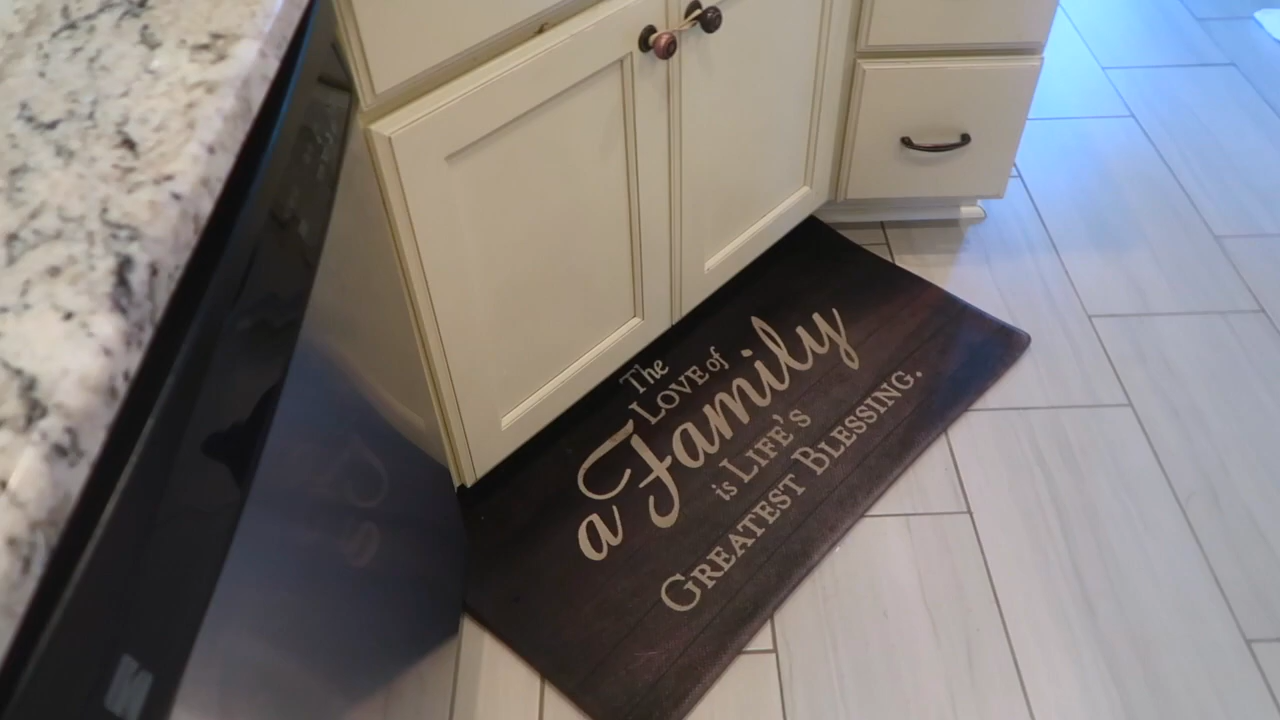 The
LOVE of
a Family
is LIFE'S
GREATEST BLESSING.